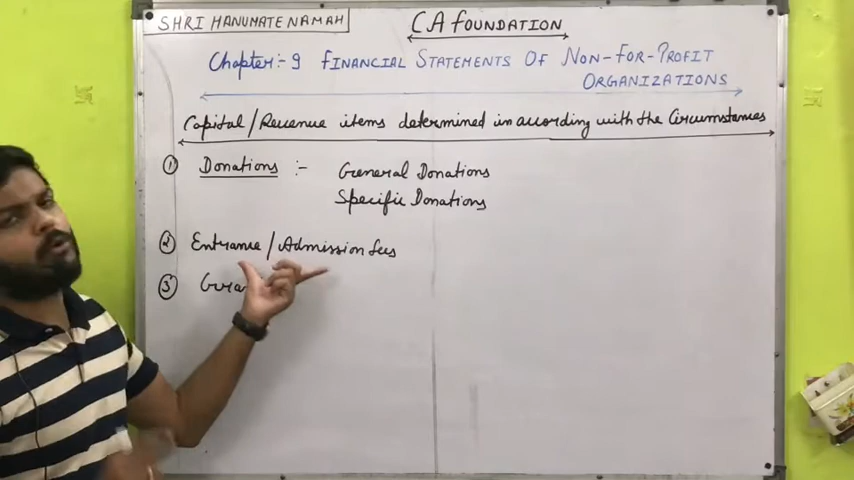 SHRI HANUMATE NAMAH
CA FOUNDATION
Chapter:- 9 FINANCIAL STATEMENTS OF NON-FOR-PROFIT
ORGANIZATIONS
Capital/Revenue items determined in according with the Circumstances
① Donations :- General Donations
Specific Donations
② Entrance/Admission fees
③